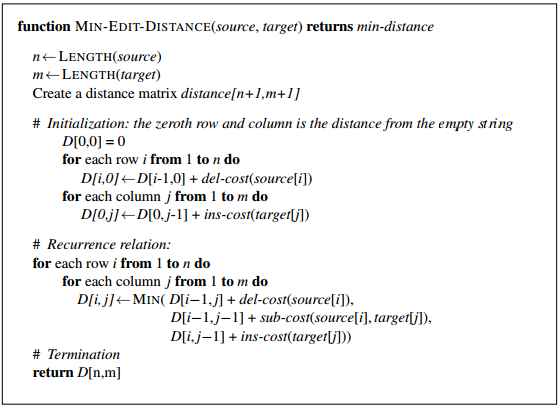 function MIN-EDIT-DISTANCE(source, target) returns min-distance
n←LENGTH(source)
m←LENGTH(target)
Create a distance matrix distance[n+1,m+1]
# Initialization: the zeroth row and column is the distance from the empty string
D[0,0] = 0
for each row i from 1 to n do
D[i,0]←D[i-1,0] + del-cost(source[i])
for each column j from 1 to m do
D[0,j]←D[0,j-1] + ins-cost(target[j])
# Recurrence relation:
for each row i from 1 to n do
for each column j from 1 to m do
D[i,j]←MIN( D[i−1,j] + del-cost(source[i]),
D[i−1,j−1] + sub-cost(source[i],target[j]),
D[i,j−1] + ins-cost(target[j]))
# Termination
return D[n,m]